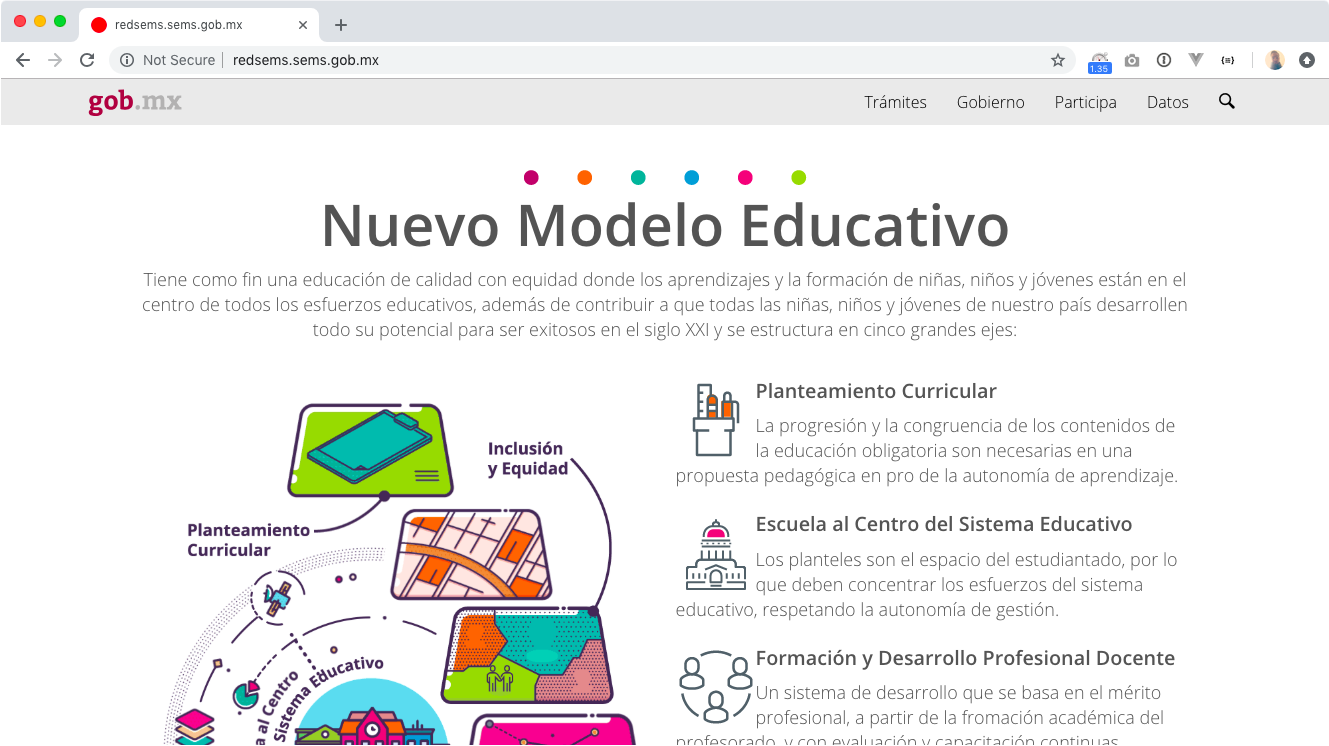 redsems.sems.gob.mx
Not Secure
redsems.sems.gob.mx
1.35
gob.mx
Trámites Gobierno Participa Datos
Nuevo Modelo Educativo
Tiene como fin una educación de calidad con equidad donde los aprendizajes y la formación de niñas, niños y jóvenes están en el
centro de todos los esfuerzos educativos, además de contribuir a que todas las niñas, niños y jóvenes de nuestro país desarrollen
todo su potencial para ser exitosos en el siglo XXI y se estructura en cinco grandes ejes:
Inclusión
y Equidad
Planteamiento
Curricular
a al Centro
Sistema Educativo
Planteamiento Curricular
La progresión y la congruencia de los contenidos de
la educación obligatoria son necesarias en una
propuesta pedagógica en pro de la autonomía de aprendizaje.
Escuela al Centro del Sistema Educativo
Los planteles son el espacio del estudiantado, por lo
que deben concentrar los esfuerzos del sistema
educativo, respetando la autonomía de gestión.
Formación y Desarrollo Profesional Docente
Un sistema de desarrollo que se basa en el mérito
profesional, a partir de la fromación académica del
profesorado, y con evaluación y capacitación continuas.